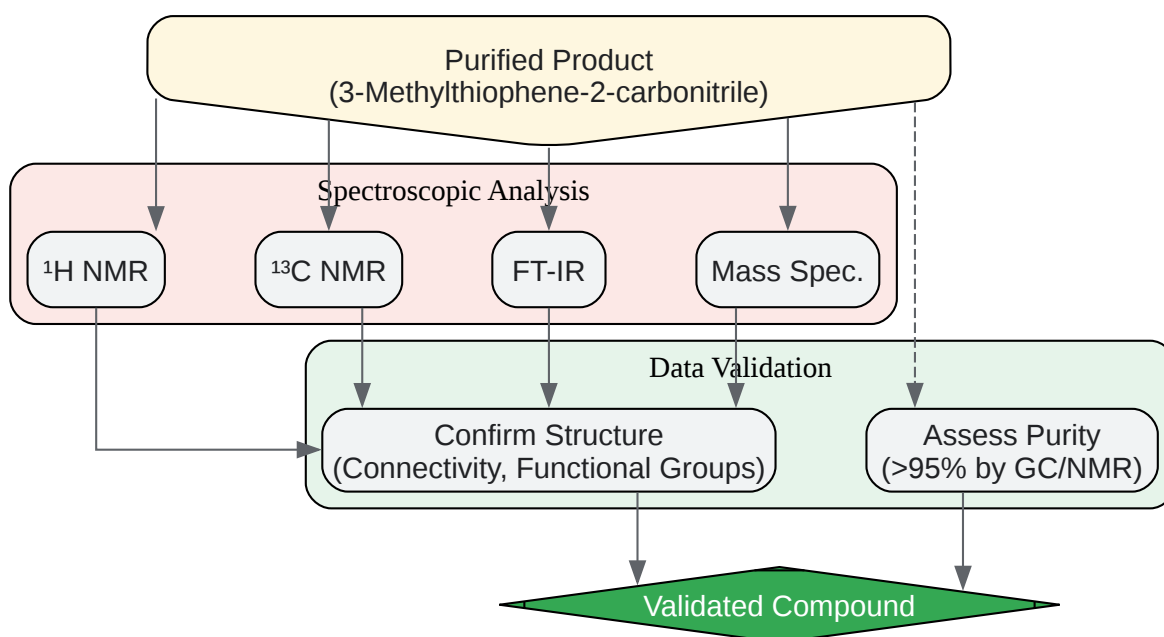 Purified Product
(3-Methylthiophene-2-carbonitrile)
Spectroscopic Analysis
¹H NMR
¹³C NMR
FT-IR
Mass Spec.
Data Validation
Confirm Structure
(Connectivity, Functional Groups)
Assess Purity
(>95% by GC/NMR)
Validated Compound